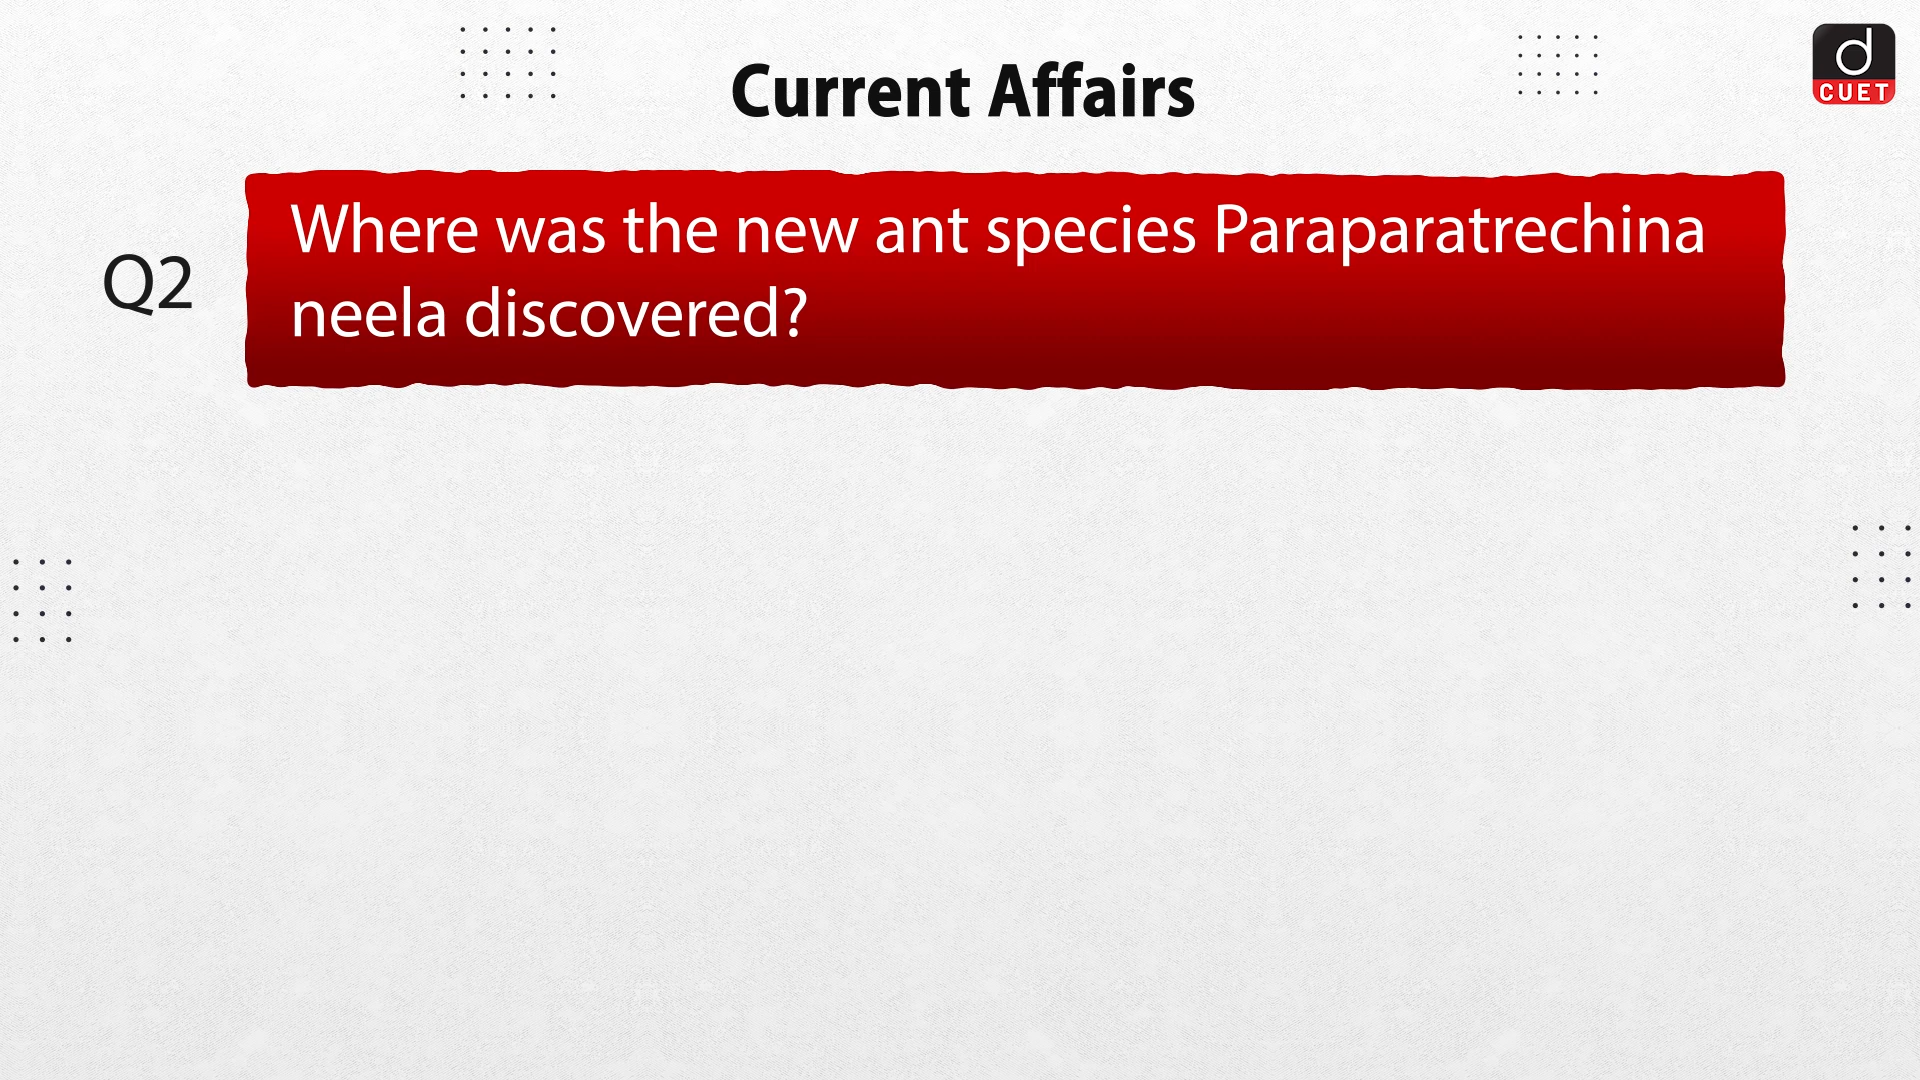 Current Affairs
d
CUET
Q2
Where was the new ant species Paraparatrechina
neela discovered?